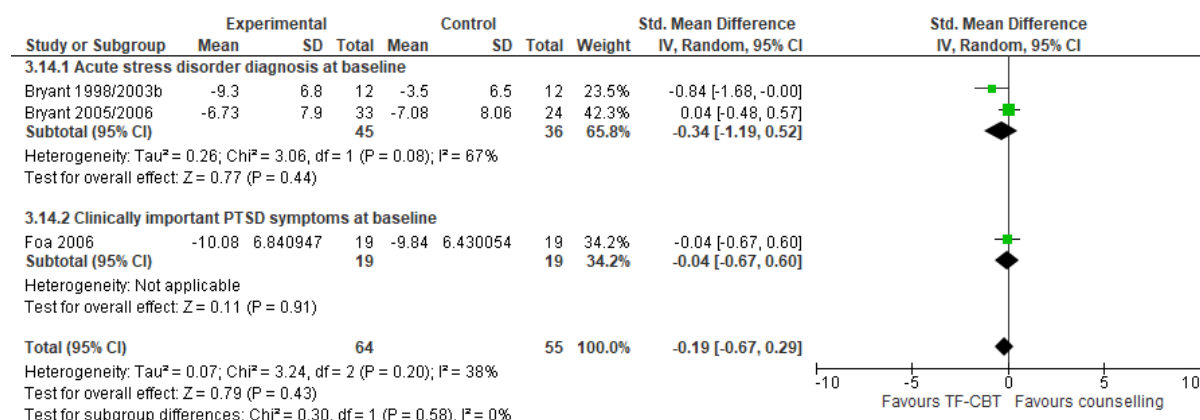 Experimental Control Std. Mean Difference Std. Mean Difference
Study or Subgroup Mean SD Total Mean SD Total Weight IV, Random, 95% CI IV, Random, 95% CI
3.14.1 Acute stress disorder diagnosis at baseline
Bryant 1998/2003b -9.3 6.8 12 -3.5 6.5 12 23.5% -0.84 [-1.68, -0.00]
Bryant 2005/2006 -6.73 7.9 33 -7.08 8.06 24 42.3% 0.04 [-0.48, 0.57]
Subtotal (95% CI) 45 36 65.8% -0.34 [-1.19, 0.52]
Heterogeneity: Tau² = 0.26; Chi² = 3.06, df = 1 (P = 0.08); I² = 67%
Test for overall effect: Z = 0.77 (P = 0.44)
3.14.2 Clinically important PTSD symptoms at baseline
Foa 2006 -10.08 6.840947 19 -9.84 6.430054 19 34.2% -0.04 [-0.67, 0.60]
Subtotal (95% CI) 19 19 34.2% -0.04 [-0.67, 0.60]
Heterogeneity: Not applicable
Test for overall effect: Z = 0.11 (P = 0.91)
Total (95% CI) 64 55 100.0% -0.19 [-0.67, 0.29]
Heterogeneity: Tau² = 0.07; Chi² = 3.24, df = 2 (P = 0.20); I² = 38%
Test for overall effect: Z = 0.79 (P = 0.43)
Test for subgroup differences: Chi² = 0.30, df = 1 (P = 0.58), I² = 0%
-10 -5 0 5 10
Favours TF-CBT Favours counselling